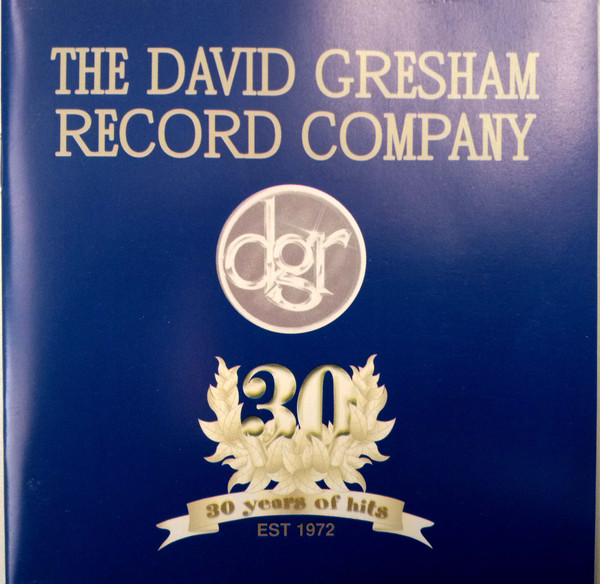 THE DAVID GRESHAM
RECORD COMPANY
dgr
30
30 years of hits
EST 1972